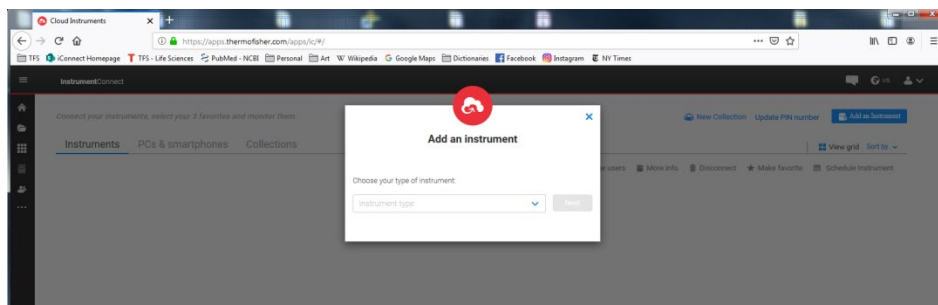 Cloud Instruments
https://apps.thermofisher.com/apps/ic/#/
TFS iConnect Homepage TFS - Life Sciences PubMed - NCBI Personal Art Wikipedia Google Maps Dictionaries Facebook Instagram NY Times
InstrumentConnect US
Connect your instruments, select your 3 favorites and monitor them. New Collection Update PIN number Add an Instrument
Add an instrument
Instruments PCs & smartphones Collections View grid Sort by
users More info Disconnect Make favorite Schedule Instrument
Choose your type of instrument:
Instrument type Next